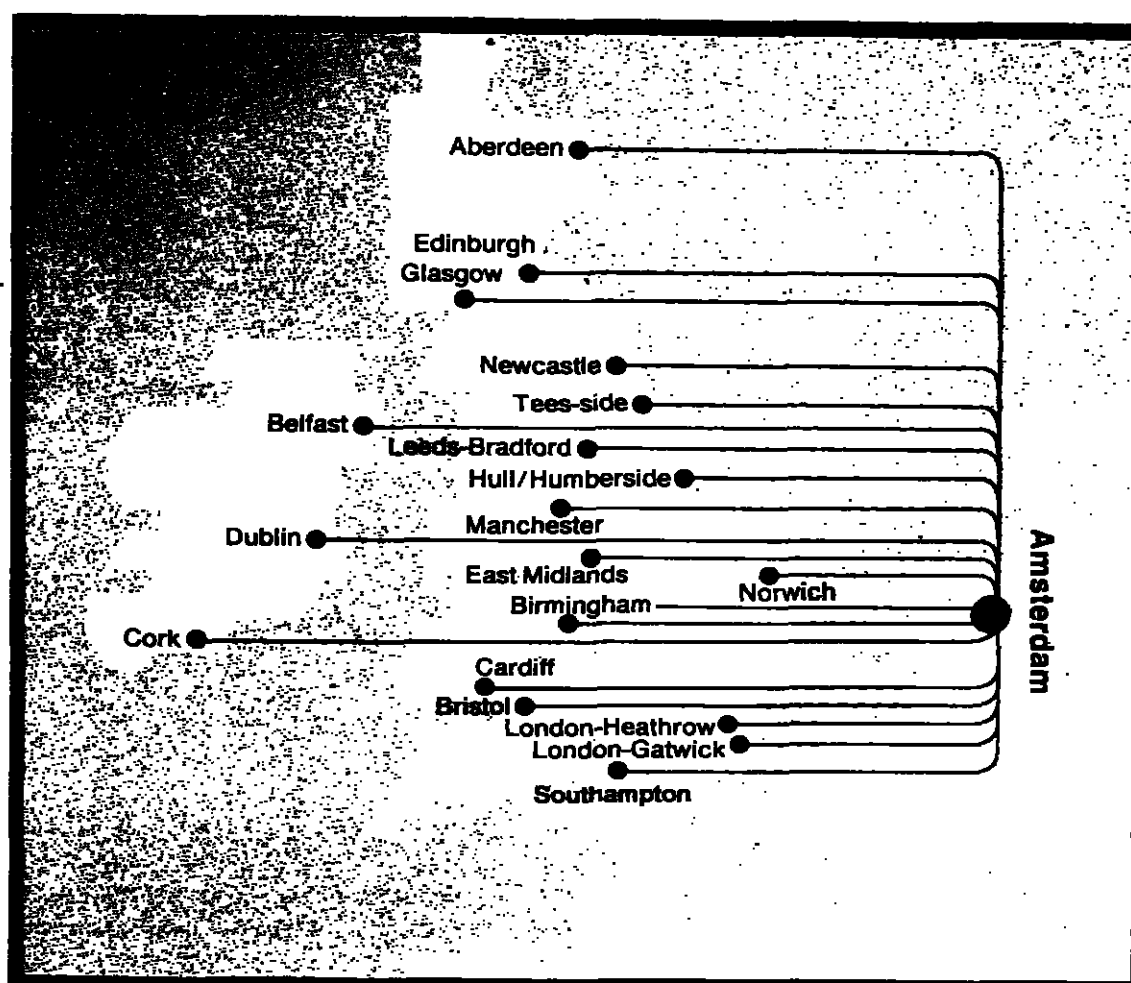 Aberdeen
Edinburgh
Glasgow
Newcastle
Tees-side
Belfast
Leeds-Bradford
Hull/Humberside
Manchester
Dublin
East Midlands
Norwich
Birmingham
Cork
Cardiff
Bristol
London-Heathrow
London-Gatwick
Southampton
Amsterdam